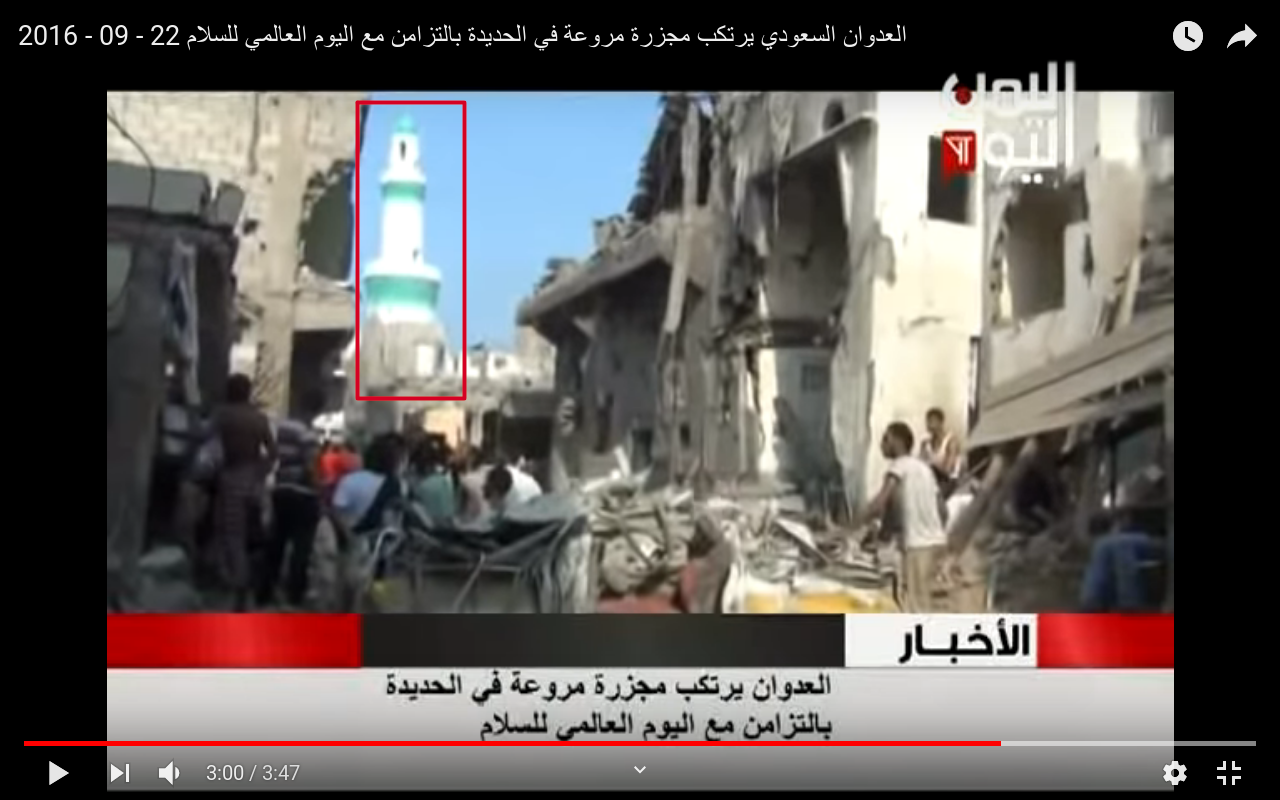 العدوان السعودي يرتكب مجزرة مروعة في الحديدة بالتزامن مع اليوم العالمي للسلام 22 - 09 - 2016
اليمن
اليوم
الأخبار
العدوان يرتكب مجزرة مروعة في الحديدة
بالتزامن مع اليوم العالمي للسلام
3:00 / 3:47